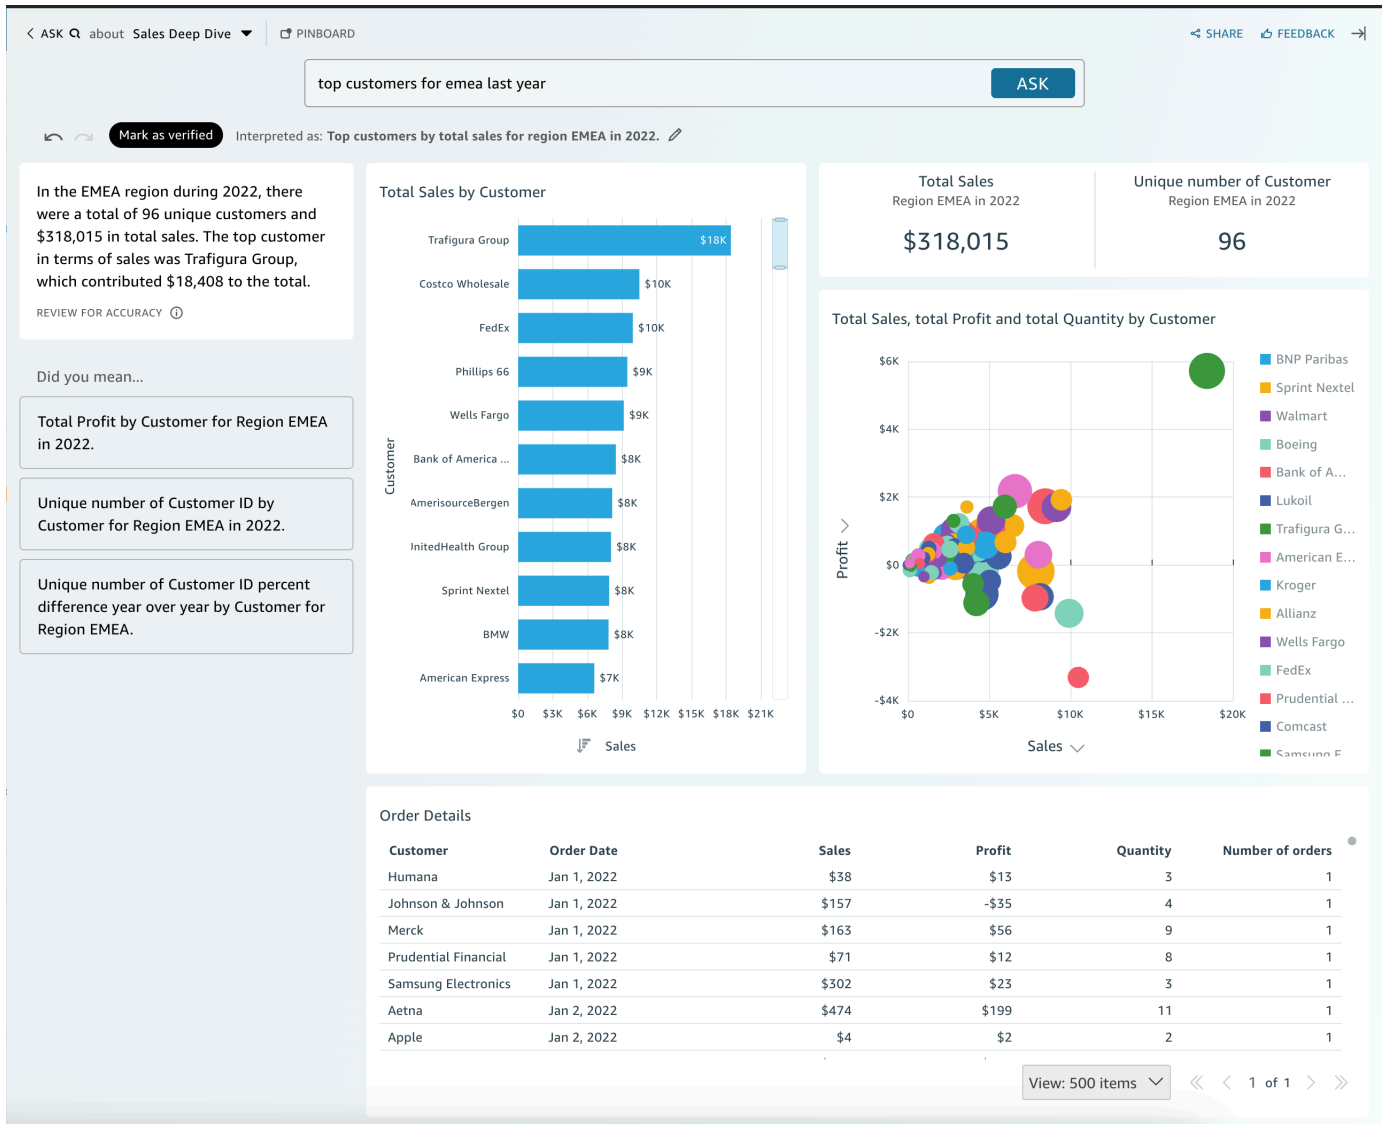 ASK about Sales Deep Dive PINBOARD SHARE FEEDBACK
top customers for emea last year ASK
Mark as verified Interpreted as: Top customers by total sales for region EMEA in 2022.
In the EMEA region during 2022, there
were a total of 96 unique customers and
$318,015 in total sales. The top customer
in terms of sales was Trafigura Group,
which contributed $18,408 to the total.
REVIEW FOR ACCURACY
Did you mean...
Total Profit by Customer for Region EMEA
in 2022.
Unique number of Customer ID by
Customer for Region EMEA in 2022.
Unique number of Customer ID percent
difference year over year by Customer for
Region EMEA.
Total Sales by Customer
Customer
Trafigura Group $18K
Costco Wholesale $10K
FedEx $10K
Phillips 66 $9K
Wells Fargo $9K
Bank of America ... $8K
AmerisourceBergen $8K
InitedHealth Group $8K
Sprint Nextel $8K
BMW $8K
American Express $7K
$0 $3K $6K $9K $12K $15K $18K $21K
Sales
Total Sales
Region EMEA in 2022
$318,015
Unique number of Customer
Region EMEA in 2022
96
Total Sales, total Profit and total Quantity by Customer
Profit
$6K
$4K
$2K
$0
-$2K
-$4K
$0 $5K $10K $15K $20K
Sales
BNP Paribas
Sprint Nextel
Walmart
Boeing
Bank of A...
Lukoil
Trafigura G...
American E...
Kroger
Allianz
Wells Fargo
FedEx
Prudential ...
Comcast
Samsung E
Order Details
Customer Order Date Sales Profit Quantity Number of orders
Humana Jan 1, 2022 $38 $13 3 1
Johnson & Johnson Jan 1, 2022 $157 -$35 4 1
Merck Jan 1, 2022 $163 $56 9 1
Prudential Financial Jan 1, 2022 $71 $12 8 1
Samsung Electronics Jan 1, 2022 $302 $23 3 1
Aetna Jan 2, 2022 $474 $199 11 1
Apple Jan 2, 2022 $4 $2 2 1
View: 500 items 1 of 1